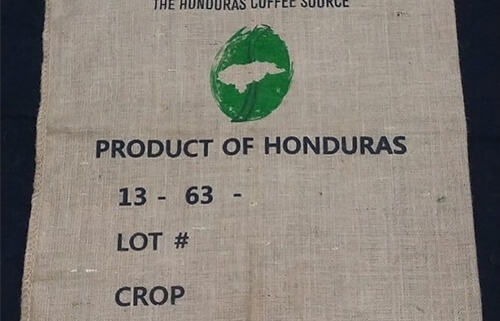 THE HONDURAS COFFEE SOURCE
PRODUCT OF HONDURAS
13 - 63 -
LOT #
CROP